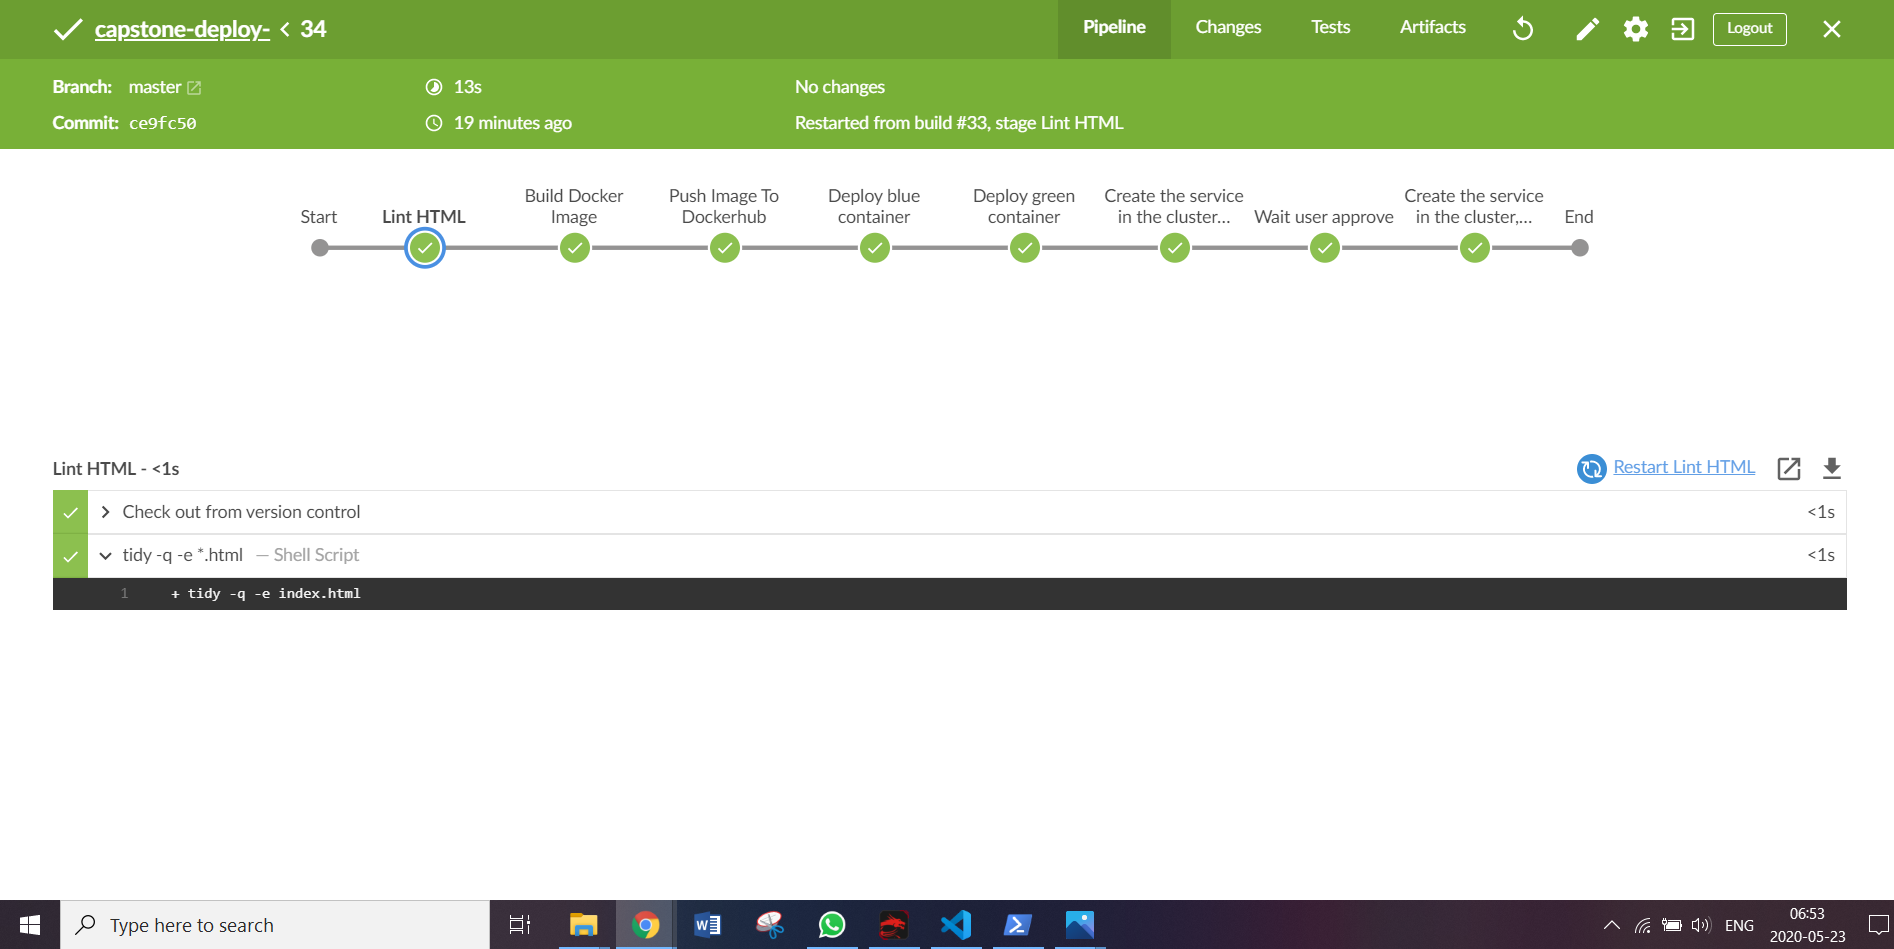 capstone-deploy- < 34
Pipeline
Changes
Tests
Artifacts
Logout
Branch: master
13s
No changes
Commit: ce9fc50
19 minutes ago
Restarted from build #33, stage Lint HTML
Start
Lint HTML
Build Docker
Image
Push Image To
Dockerhub
Deploy blue
container
Deploy green
container
Create the service
in the cluster...
Wait user approve
Create the service
in the cluster,...
End
Lint HTML - <1s
Restart Lint HTML
Check out from version control
<1s
tidy -q -e *.html — Shell Script
<1s
1 + tidy -q -e index.html
Type here to search
ENG
06:53
2020-05-23